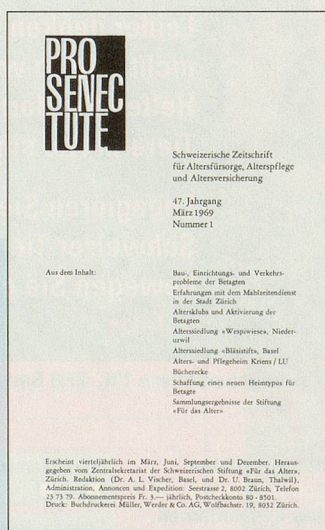 PRO
SENEC
TUTE
Schweizerische Zeitschrift
für Altersfürsorge, Alterspflege
und Altersversicherung
47. Jahrgang
März 1969
Nummer 1
Aus dem Inhalt:
Bau-, Einrichtungs- und Verkehrs-
probleme der Betagten
Erfahrungen mit dem Mahlzeitendienst
in der Stadt Zürich
Altersklubs und Aktivierung der
Betagten
Alterssiedlung «Wespiwiese», Nieder-
urwil
Alterssiedlung «Bläsistift», Basel
Alters- und Pflegeheim Kriens / LU
Bücherecke
Schaffung eines neuen Heimtypus für
Betagte
Sammlungsergebnisse der Stiftung
«Für das Alter»
Erscheint vierteljährlich im März, Juni, September und Dezember. Heraus-
gegeben vom Zentralsekretariat der Schweizerischen Stiftung «Für das Alter»,
Zürich. Redaktion (Dr. A. L. Vischer, Basel, und Dr. U. Braun, Thalwil).
Administration, Annoncen und Expedition: Seestrasse 2, 8002 Zürich, Telefon
23 73 79. Abonnementspreis Fr. 3.— jährlich, Postcheckkonto 80 - 8501.
Druck: Buchdruckerei Müller, Werder & Co. AG, Wolfbachstr. 19, 8032 Zürich.